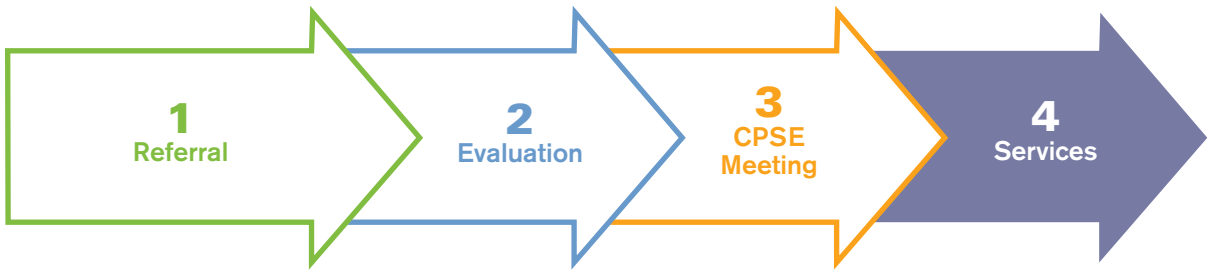 1
Referral
2
Evaluation
3
CPSE
Meeting
4
Services